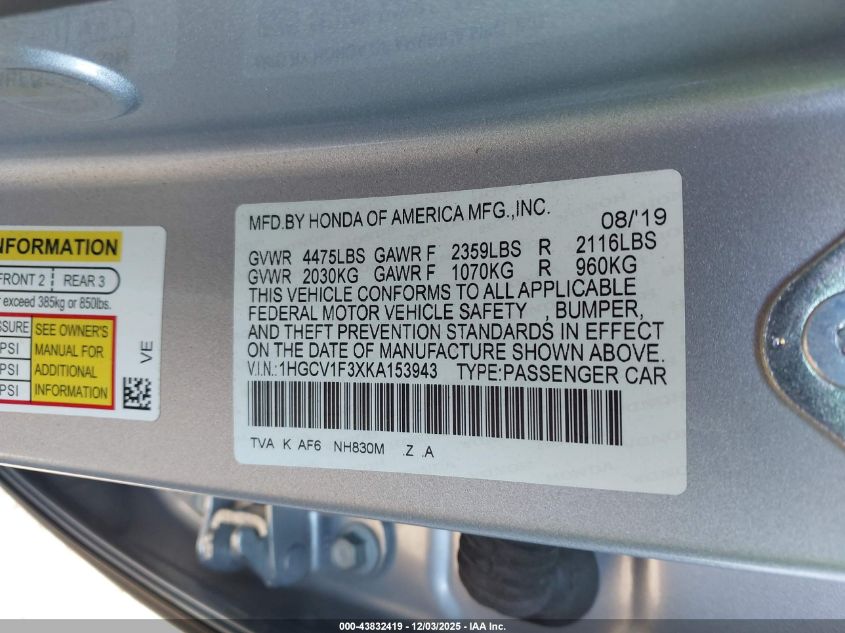 INFORMATION
FRONT 2 | REAR 3
exceed 385kg or 850lbs.
SEE OWNER'S
MANUAL FOR
ADDITIONAL
INFORMATION
PSI
PSI
PSI
VE
MFD.BY HONDA OF AMERICA MFG.,INC. 08/'19
GVWR 4475LBS GAWR F 2359LBS R 2116LBS
GVWR 2030KG GAWR F 1070KG R 960KG
THIS VEHICLE CONFORMS TO ALL APPLICABLE
FEDERAL MOTOR VEHICLE SAFETY , BUMPER,
AND THEFT PREVENTION STANDARDS IN EFFECT
ON THE DATE OF MANUFACTURE SHOWN ABOVE.
V.I.N.:1HGCV1F3XKA153943 TYPE:PASSENGER CAR
TVA K AF6 NH830M .Z .A
000-43832419 | 12/03/2025 - IAA Inc.